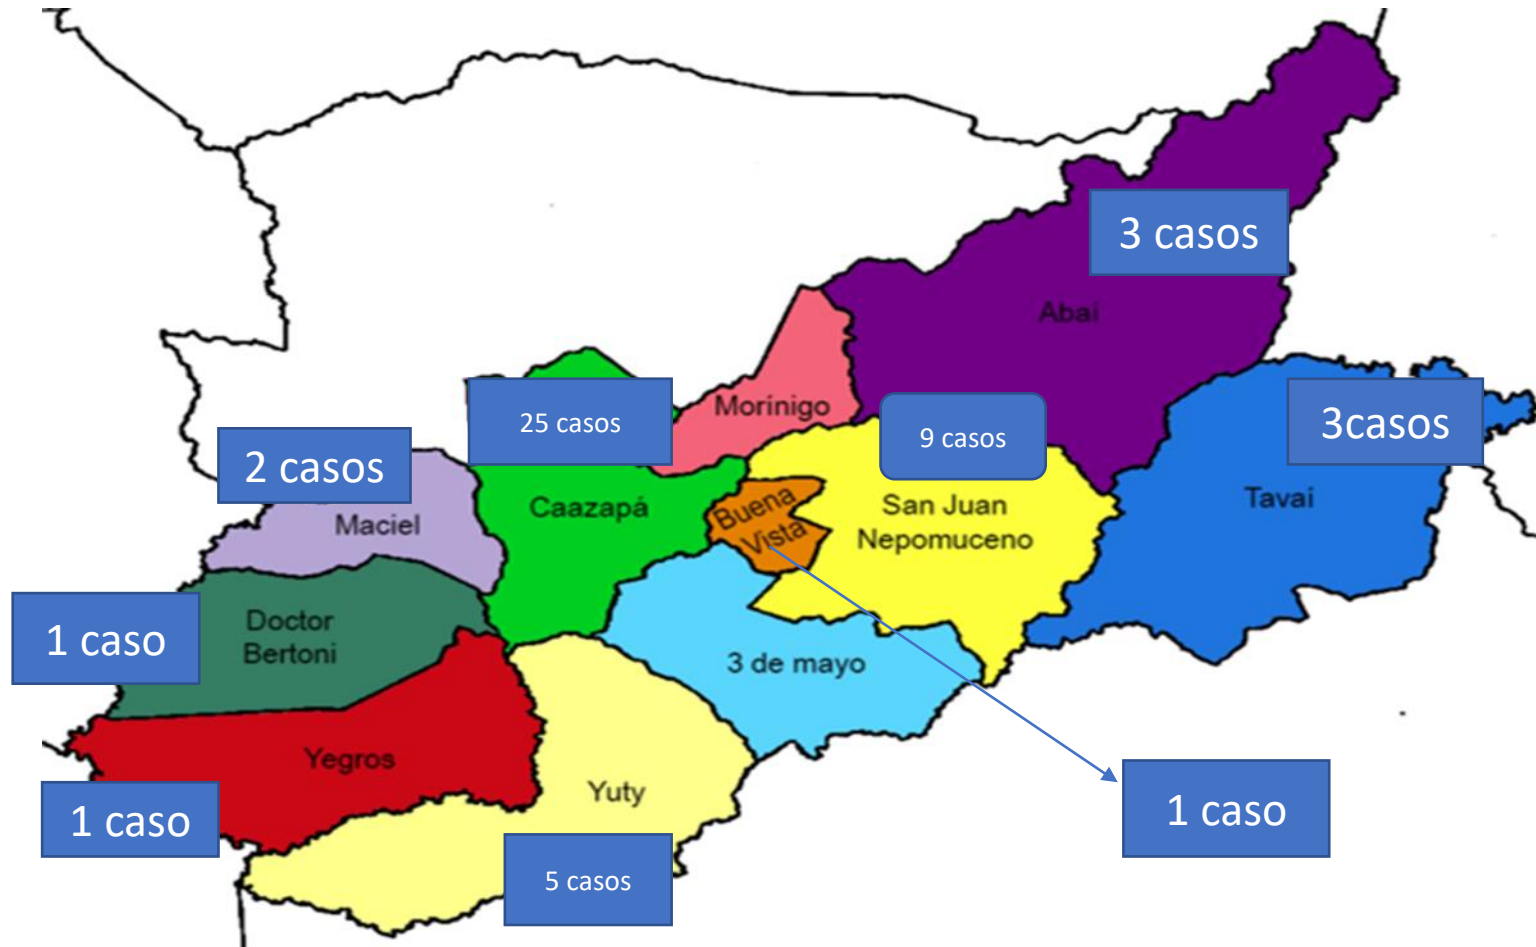 3 casos
Abai
Morinigo
25 casos
9 casos
3casos
2 casos
Maciel
Caazapá
Buena
Vista
San Juan
Nepomuceno
Tavai
1 caso
Doctor
Bertoni
3 de mayo
Yegros
Yuty
1 caso
1 caso
5 casos